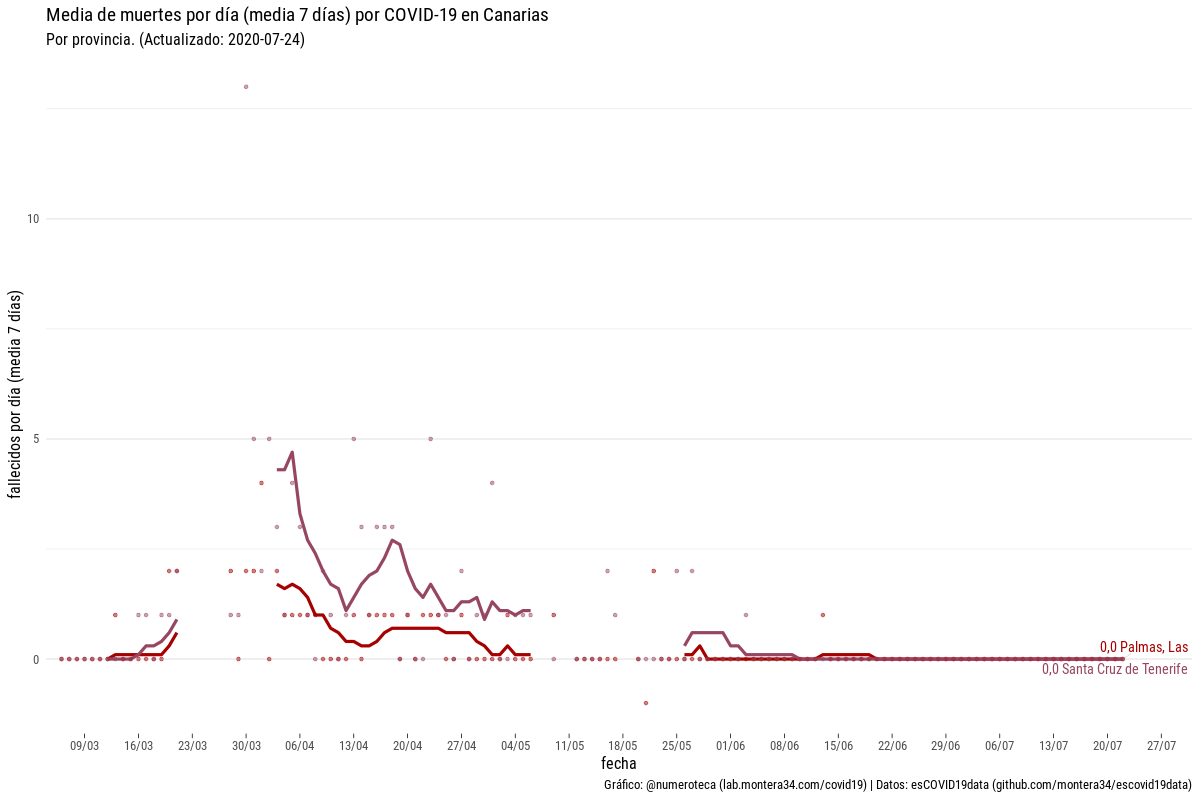 Media de muertes por día (media 7 días) por COVID-19 en Canarias
Por provincia. (Actualizado: 2020-07-24)
fallecidos por día (media 7 días)
10
5
0
0,0 Palmas, Las
0,0 Santa Cruz de Tenerife
09/03 16/03 23/03 30/03 06/04 13/04 20/04 27/04 04/05 11/05 18/05 25/05 01/06 08/06 15/06 22/06 29/06 06/07 13/07 20/07 27/07
fecha
Gráfico: @numeroteca (lab.montera34.com/covid19) | Datos: esCOVID19data (github.com/montera34/escovid19data)